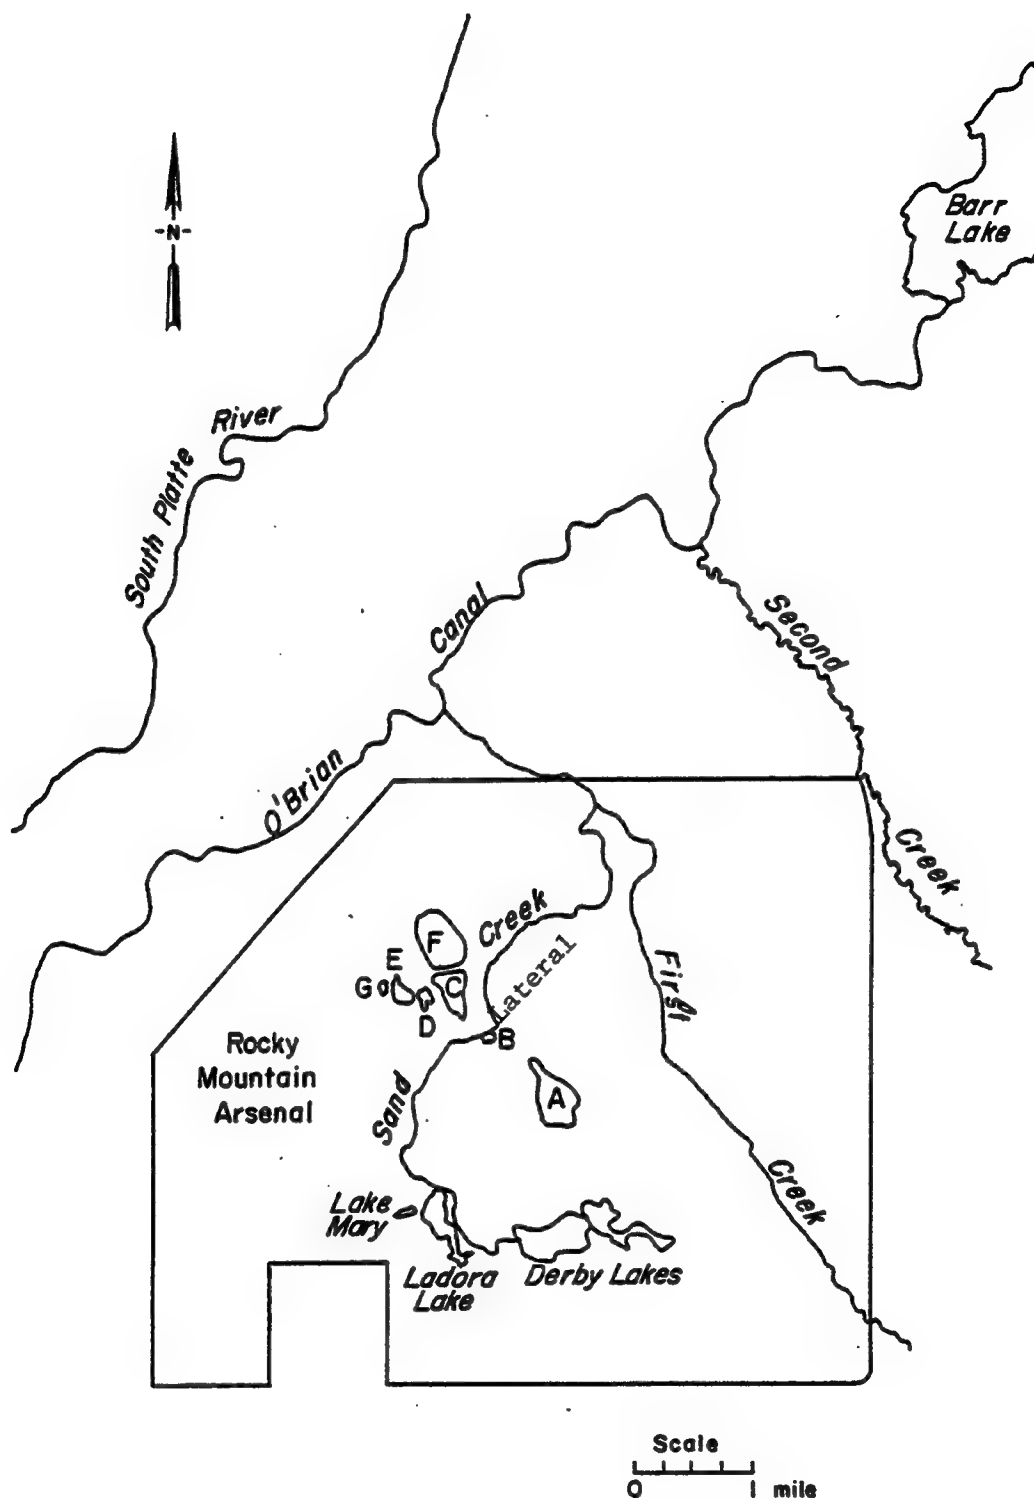 Barr
Lake
-N-
South Platte River
O'Brian Canal
Second Creek
F
E
G
C
D
B
A
Sand Creek
Lateral
First Creek
Rocky
Mountain
Arsenal
Lake
Mary
Ladora
Lake
Derby Lakes
Scale
0 1 mile